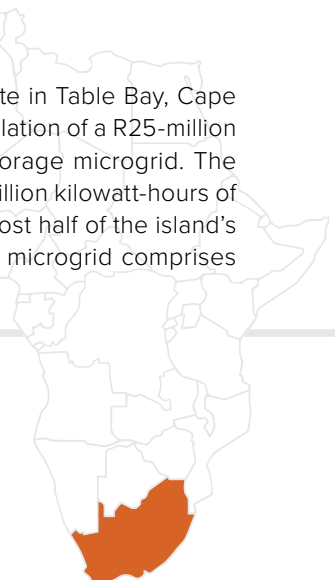 te in Table Bay, Cape
lation of a R25-million
orage microgrid. The
illion kilowatt-hours of
ost half of the island's
microgrid comprises